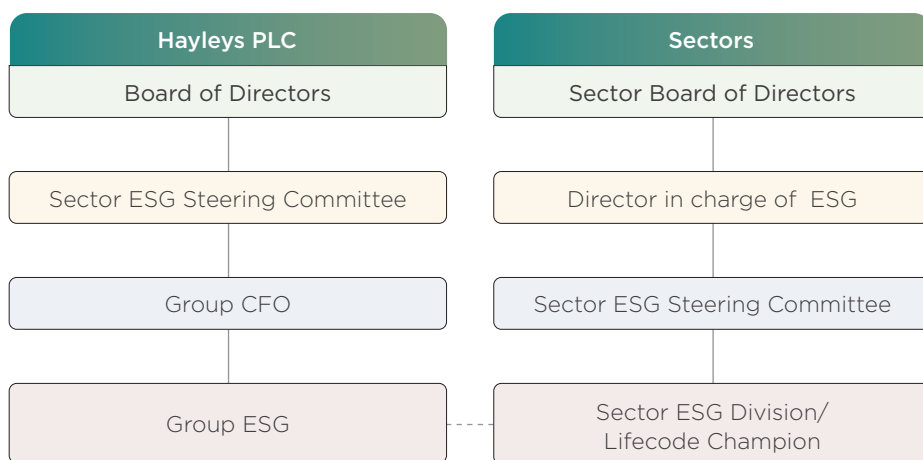 Hayleys PLC
Board of Directors
Sector ESG Steering Committee
Group CFO
Group ESG
Sectors
Sector Board of Directors
Director in charge of ESG
Sector ESG Steering Committee
Sector ESG Division/
Lifecode Champion